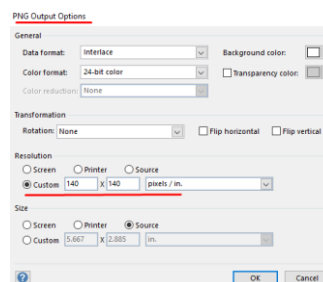 PNG Output Options
General
Data format: Interlace Background color:
Color format: 24-bit color Transparency color:
Color reduction: None
Transformation
Rotation: None Flip horizontal Flip vertical
Resolution
Screen Printer Source
Custom 140 X 140 pixels / in.
Size
Screen Printer Source
Custom 5.667 X 2.885 in.
? OK Cancel